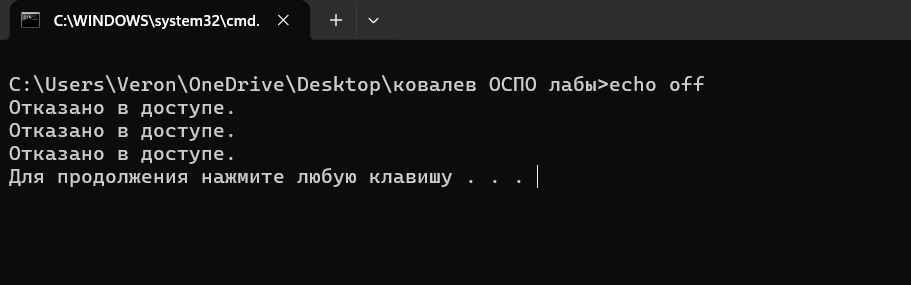 C:\WINDOWS\system32\cmd.
C:\Users\Veron\OneDrive\Desktop\ковалев ОСПО лабы>echo off
Отказано в доступе.
Отказано в доступе.
Отказано в доступе.
Для продолжения нажмите любую клавишу . . .